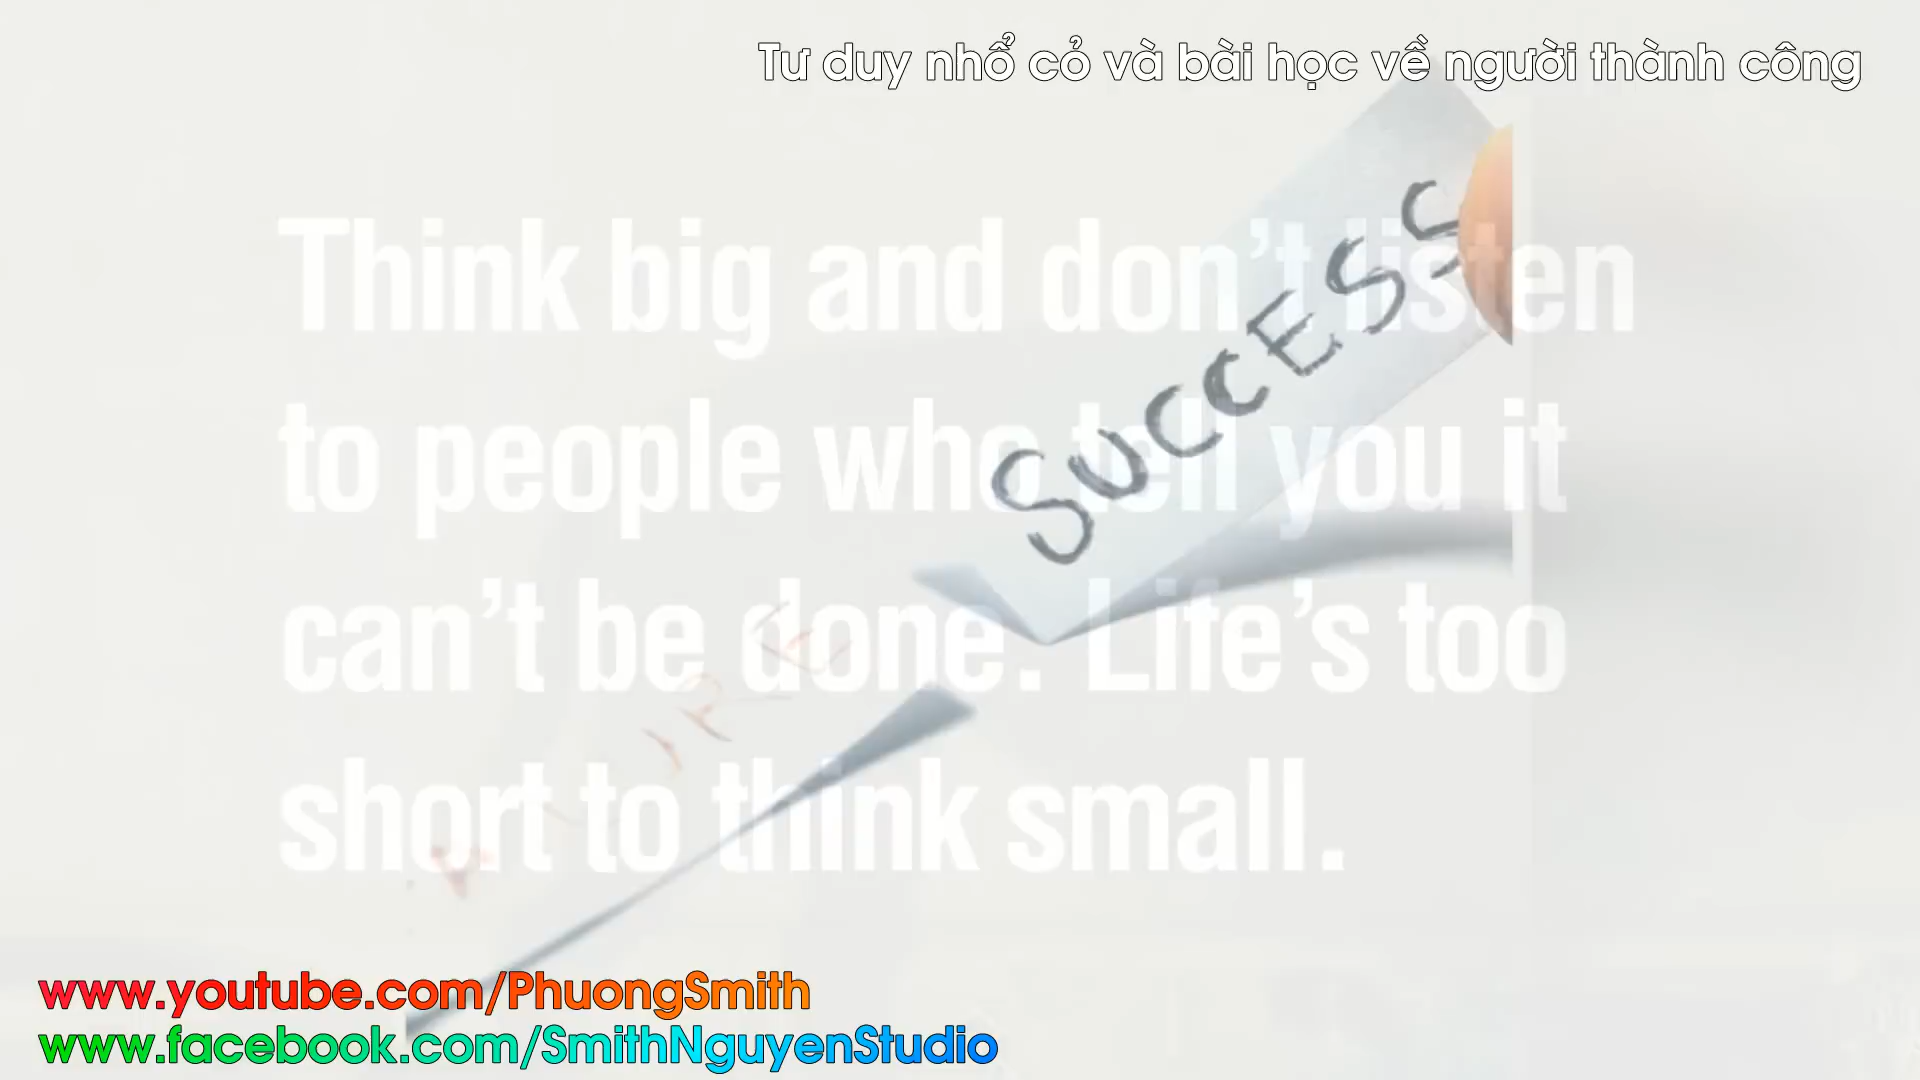 Tư duy nhổ cỏ và bài học về người thành công
Think big and don't listen
to people who tell you it
can't be done. Life's too
short to think small.
SUCCESS
www.youtube.com/PhuongSmith
www.facebook.com/SmithNguyenStudio